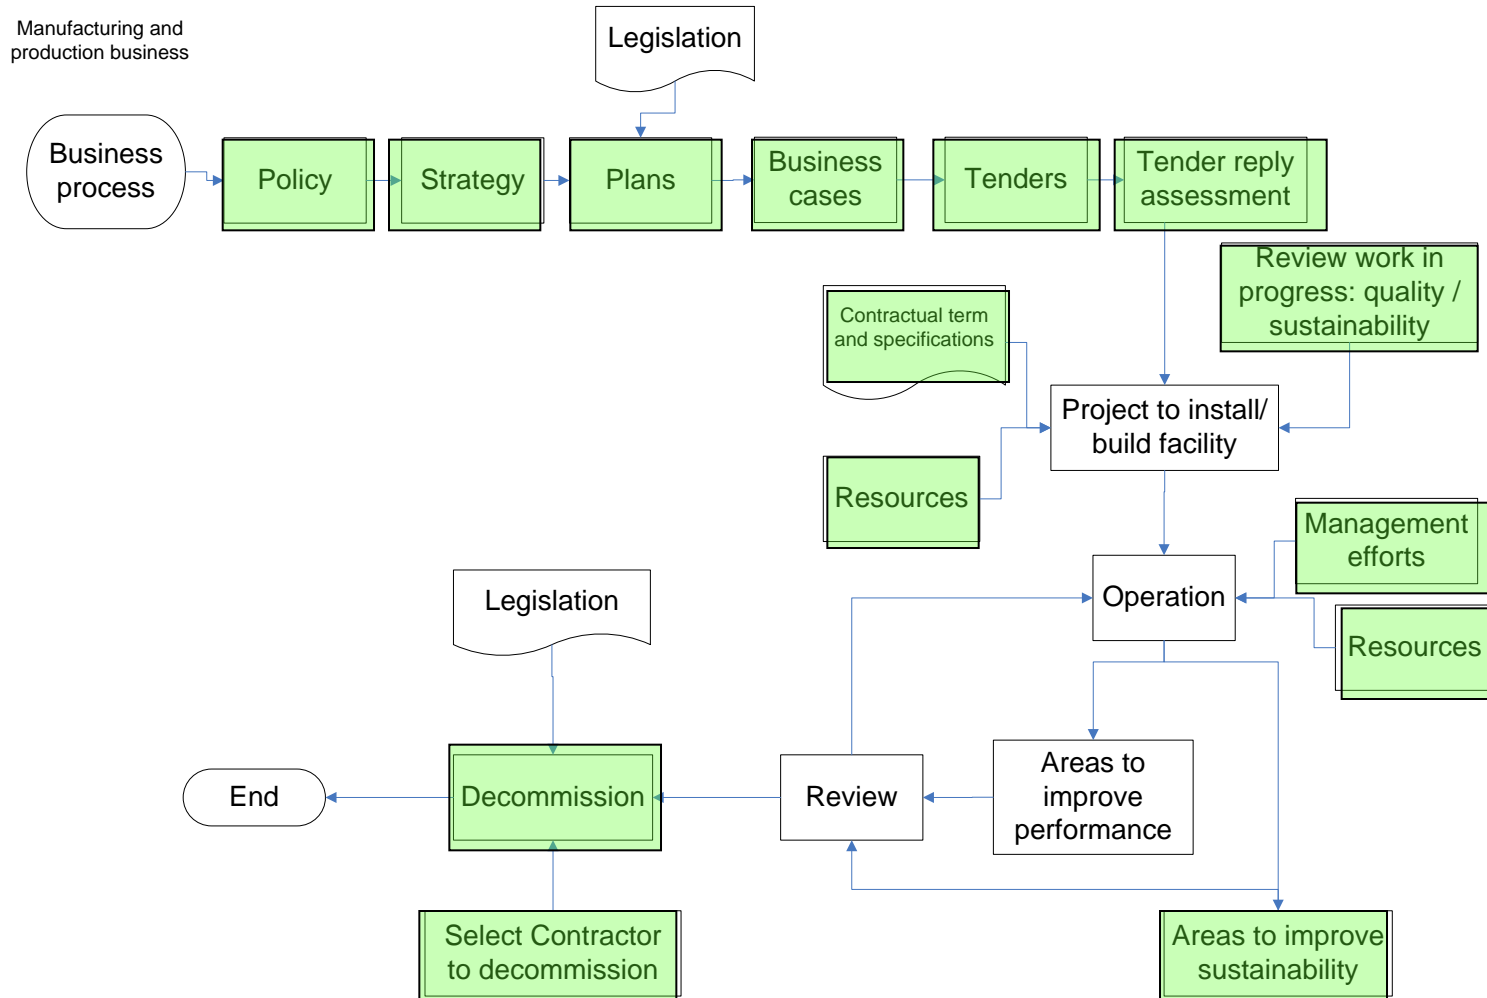 Manufacturing and
production business
Legislation
Business
process
Policy
Strategy
Plans
Business
cases
Tenders
Tender reply
assessment
Review work in
progress: quality /
sustainability
Contractual term
and specifications
Project to install/
build facility
Resources
Management
efforts
Operation
Resources
Legislation
End
Decommission
Review
Areas to
improve
performance
Select Contractor
to decommission
Areas to improve
sustainability